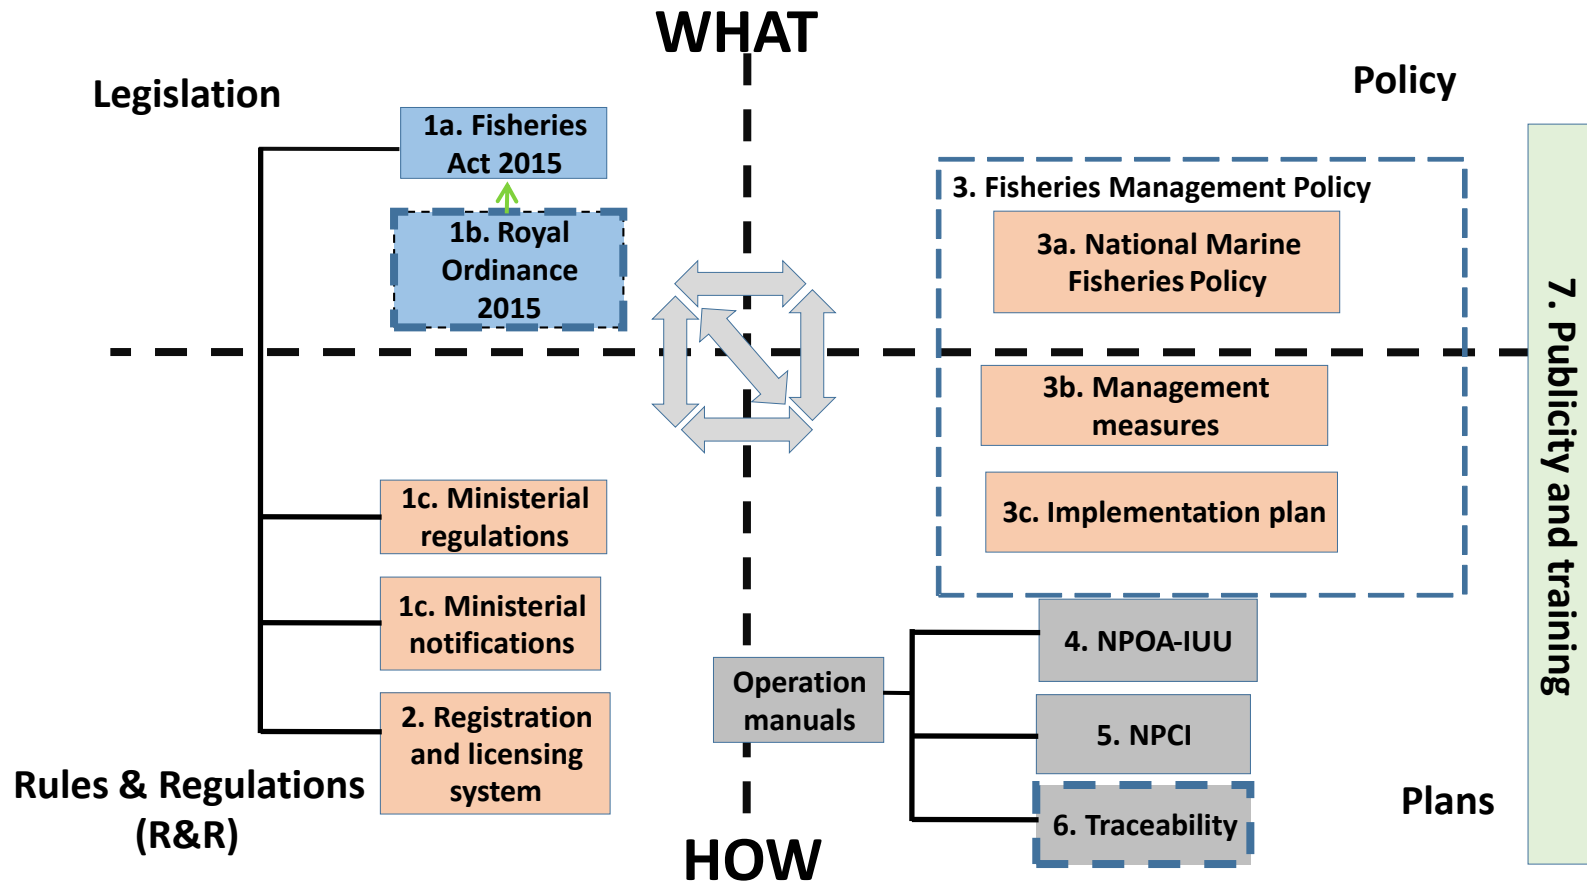 WHAT
Legislation
Policy
1a. Fisheries
Act 2015
1b. Royal
Ordinance
2015
3. Fisheries Management Policy
3a. National Marine
Fisheries Policy
3b. Management
measures
3c. Implementation plan
1c. Ministerial
regulations
1c. Ministerial
notifications
2. Registration
and licensing
system
Operation
manuals
4. NPOA-IUU
5. NPCI
6. Traceability
7. Publicity and training
Rules & Regulations
(R&R)
Plans
HOW